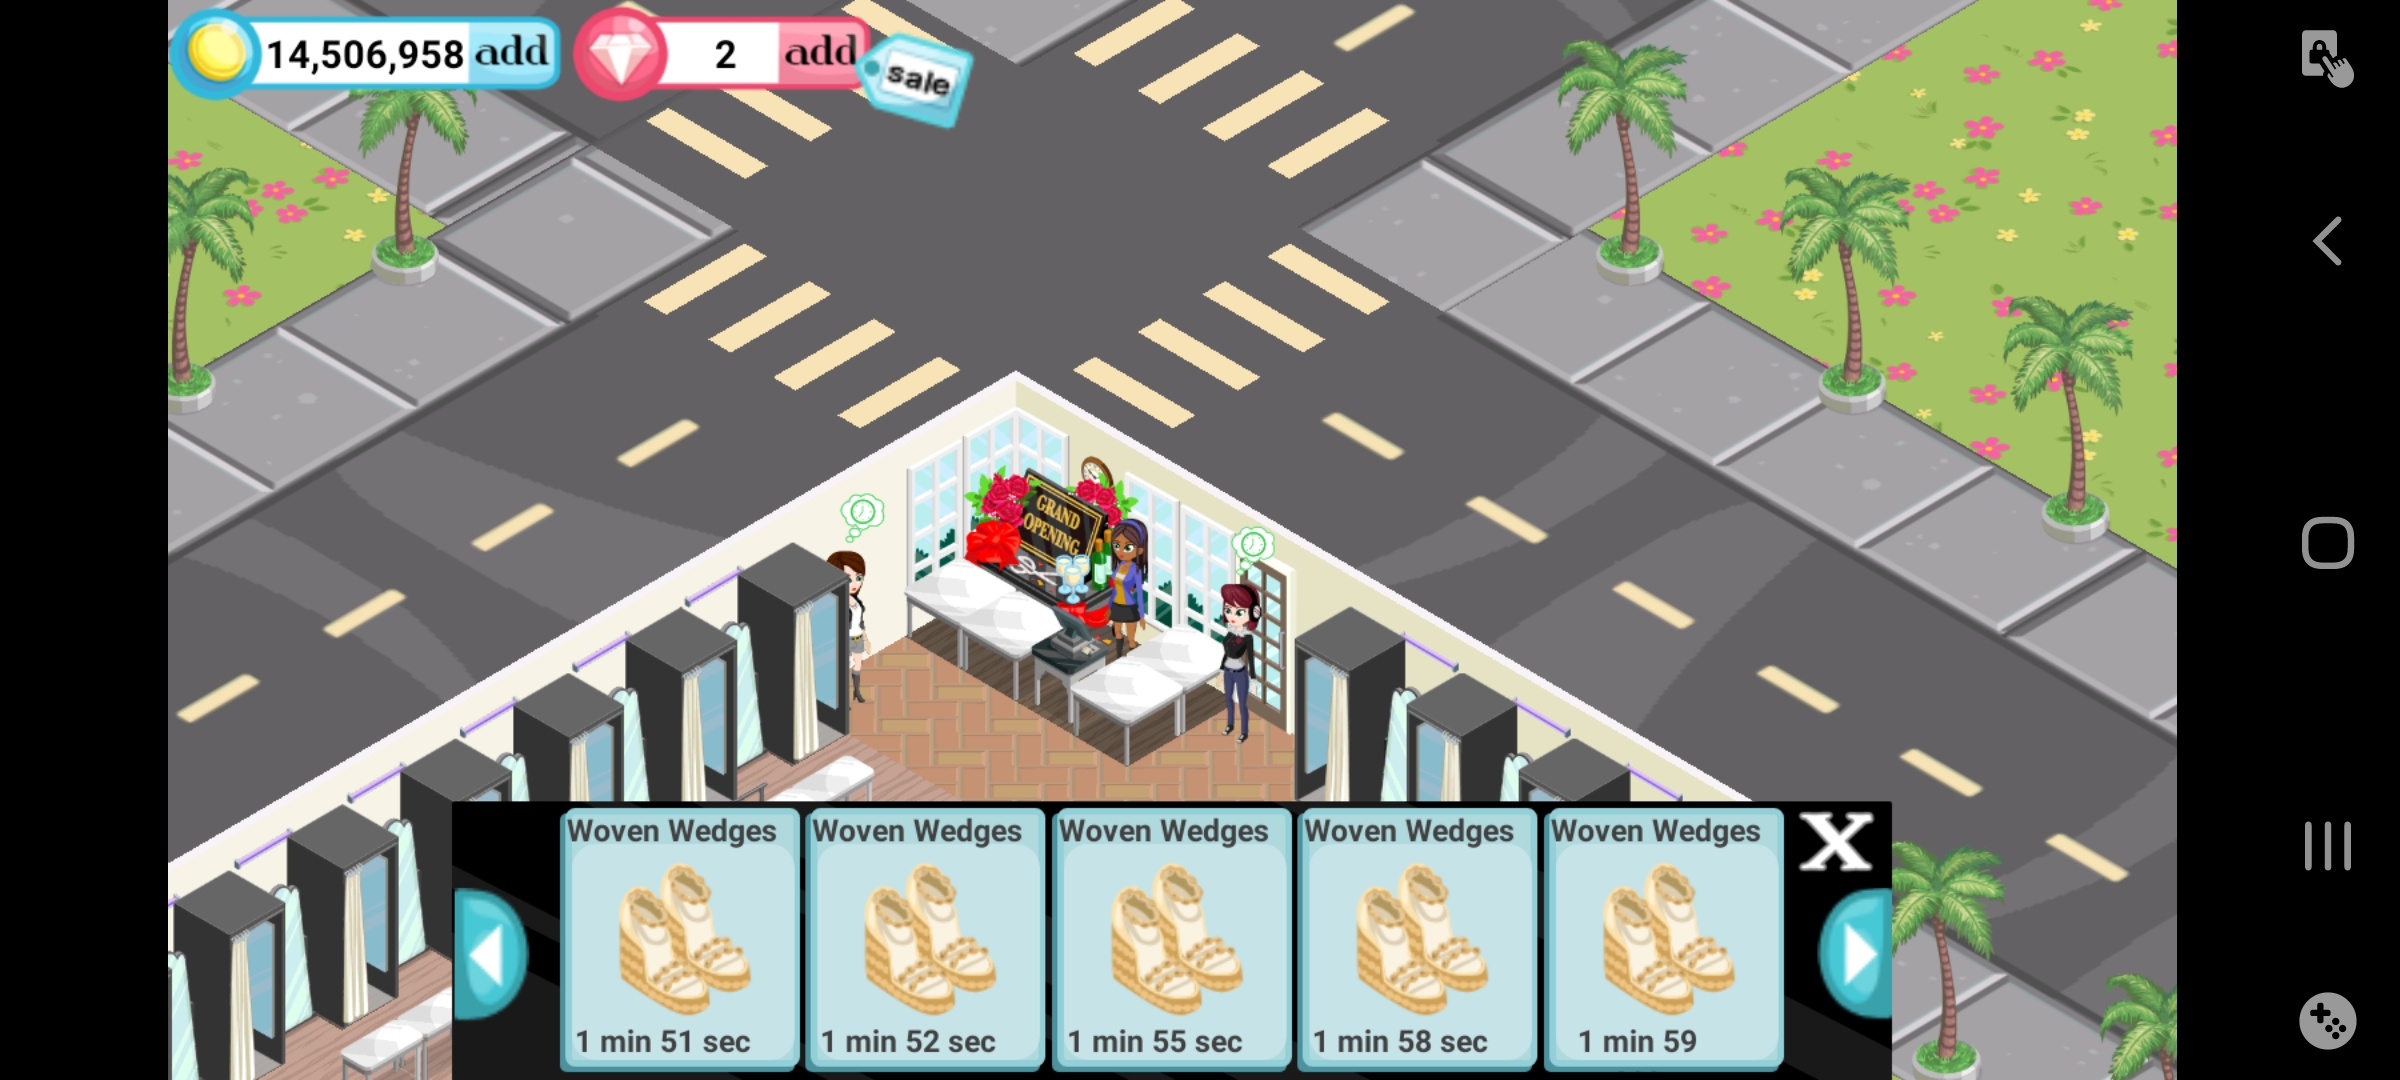 14,506,958 add
2 add
sale
GRAND
OPENING
Woven Wedges
1 min 51 sec
Woven Wedges
1 min 52 sec
Woven Wedges
1 min 55 sec
Woven Wedges
1 min 58 sec
Woven Wedges
1 min 59
X